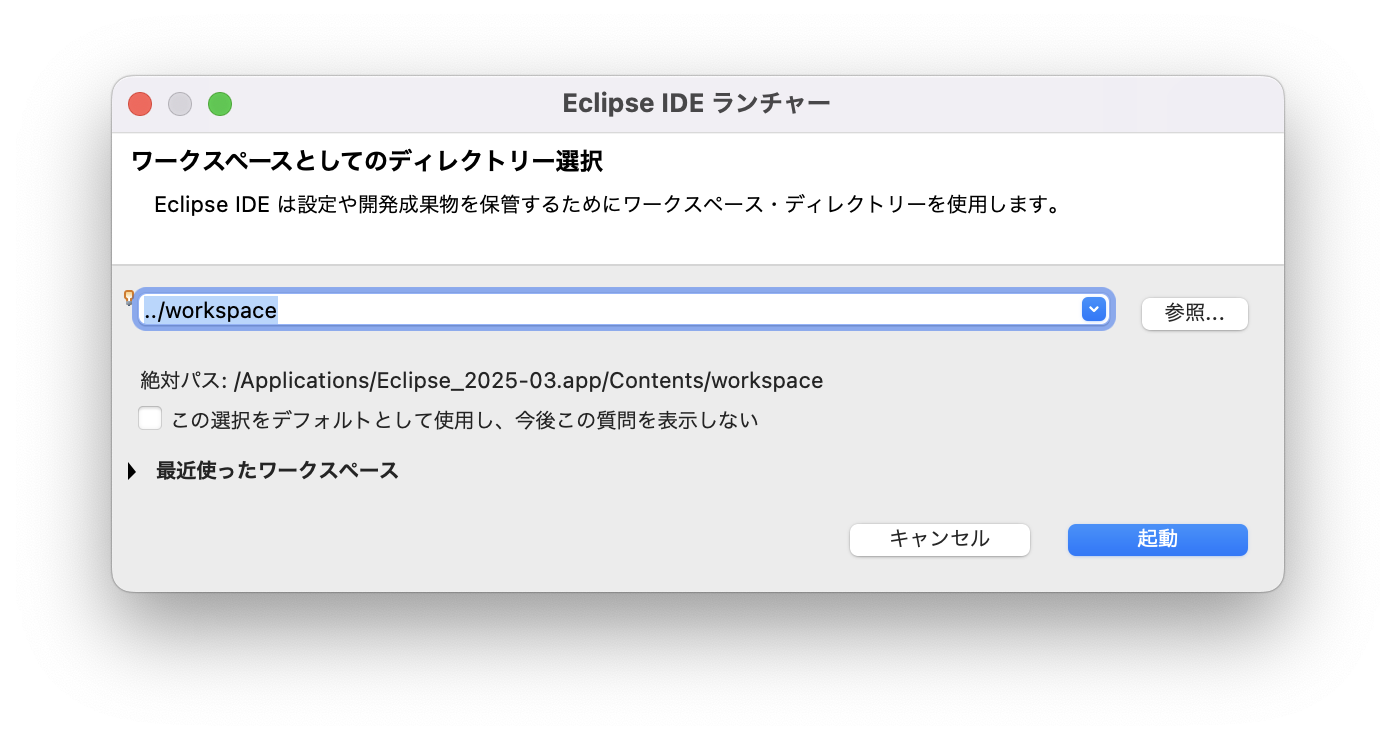 Eclipse IDE ランチャー
ワークスペースとしてのディレクトリー選択
Eclipse IDE は設定や開発成果物を保管するためにワークスペース・ディレクトリーを使用します。
../workspace
参照...
絶対パス: /Applications/Eclipse_2025-03.app/Contents/workspace
この選択をデフォルトとして使用し、今後この質問を表示しない
最近使ったワークスペース
キャンセル
起動